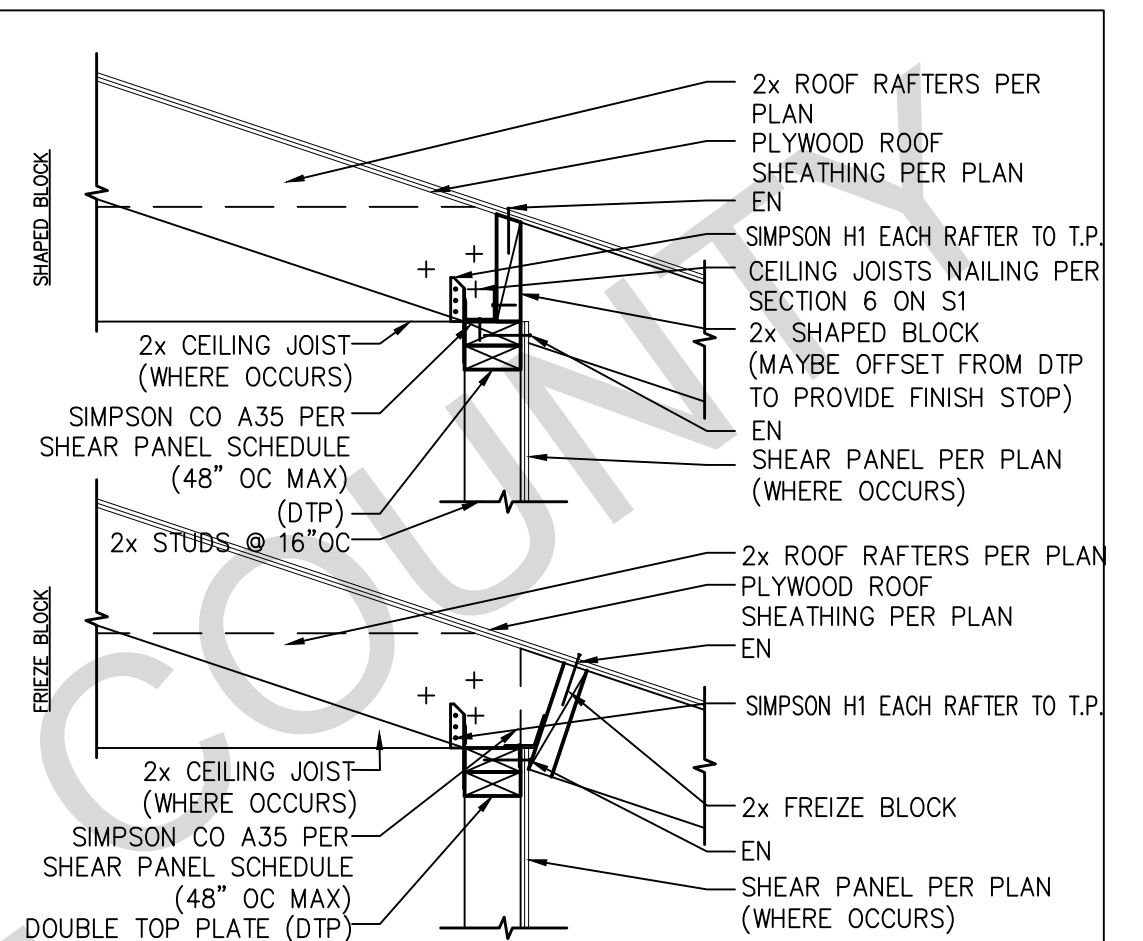 SHAPED BLOCK
2x ROOF RAFTERS PER
PLAN
PLYWOOD ROOF
SHEATHING PER PLAN
EN
SIMPSON H1 EACH RAFTER TO T.P.
CEILING JOISTS NAILING PER
SECTION 6 ON S1
2x SHAPED BLOCK
(MAYBE OFFSET FROM DTP
TO PROVIDE FINISH STOP)
EN
SHEAR PANEL PER PLAN
(WHERE OCCURS)
2x CEILING JOIST
(WHERE OCCURS)
SIMPSON CO A35 PER
SHEAR PANEL SCHEDULE
(48" OC MAX)
(DTP)
2x STUDS @ 16"OC
FRIEZE BLOCK
2x ROOF RAFTERS PER PLAN
PLYWOOD ROOF
SHEATHING PER PLAN
EN
SIMPSON H1 EACH RAFTER TO T.P.
2x FREIZE BLOCK
EN
SHEAR PANEL PER PLAN
(WHERE OCCURS)
2x CEILING JOIST
(WHERE OCCURS)
SIMPSON CO A35 PER
SHEAR PANEL SCHEDULE
(48" OC MAX)
DOUBLE TOP PLATE (DTP)
COUNTY